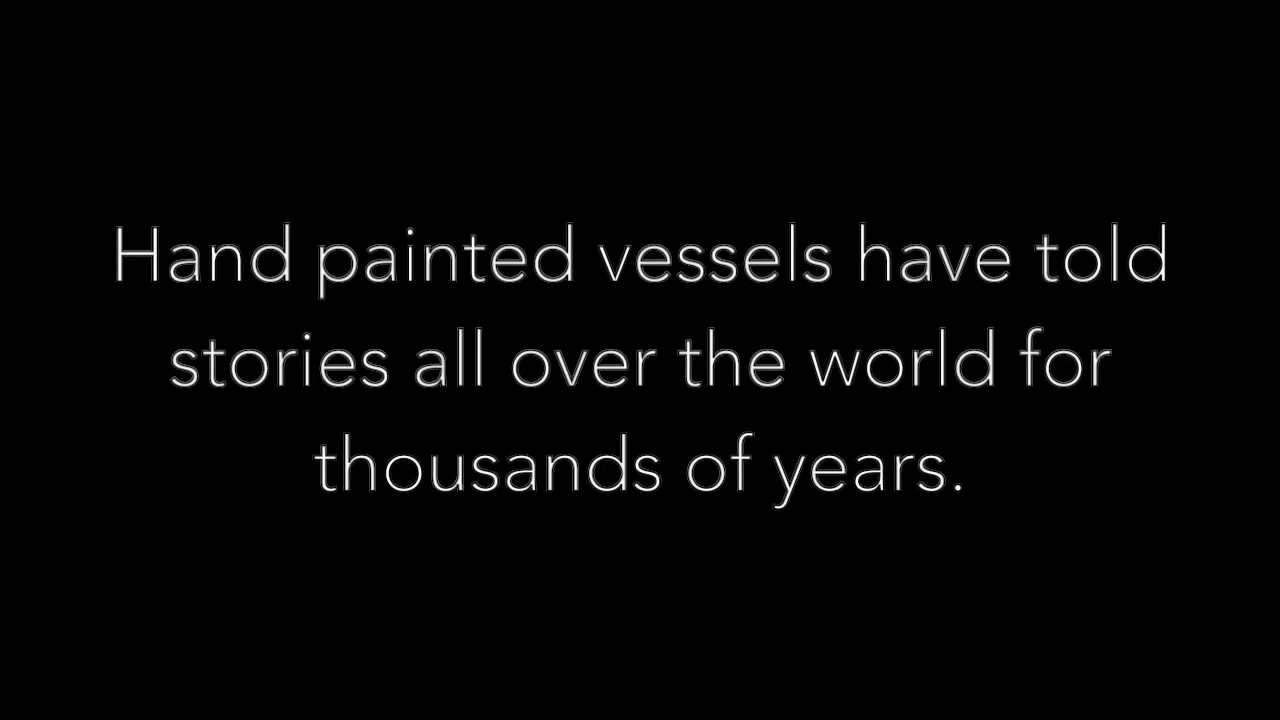 Hand painted vessels have told
stories all over the world for
thousands of years.